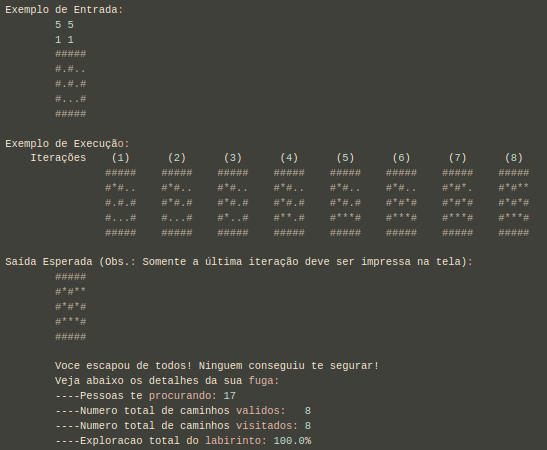 Exemplo de Entrada:
5 5
1 1
#####
#.#..
#.#.#
#...#
#####
Exemplo de Execução:
Iterações (1) (2) (3) (4) (5) (6) (7) (8)
##### ##### ##### ##### ##### ##### ##### #####
#*#.. #*#.. #*#.. #*#.. #*#.. #*#.. #*#*. #*#**
#.#.# #*#.# #*#.# #*#.# #*#.# #*#*# #*#*# #*#*#
#...# #...# #*..# #**.# #***# #***# #***# #***#
##### ##### ##### ##### ##### ##### ##### #####
Saída Esperada (Obs.: Somente a última iteração deve ser impressa na tela):
#####
#*#**
#*#*#
#***#
#####
Voce escapou de todos! Ninguem conseguiu te segurar!
Veja abaixo os detalhes da sua fuga:
----Pessoas te procurando: 17
----Numero total de caminhos validos:   8
----Numero total de caminhos visitados: 8
----Exploracao total do labirinto: 100.0%